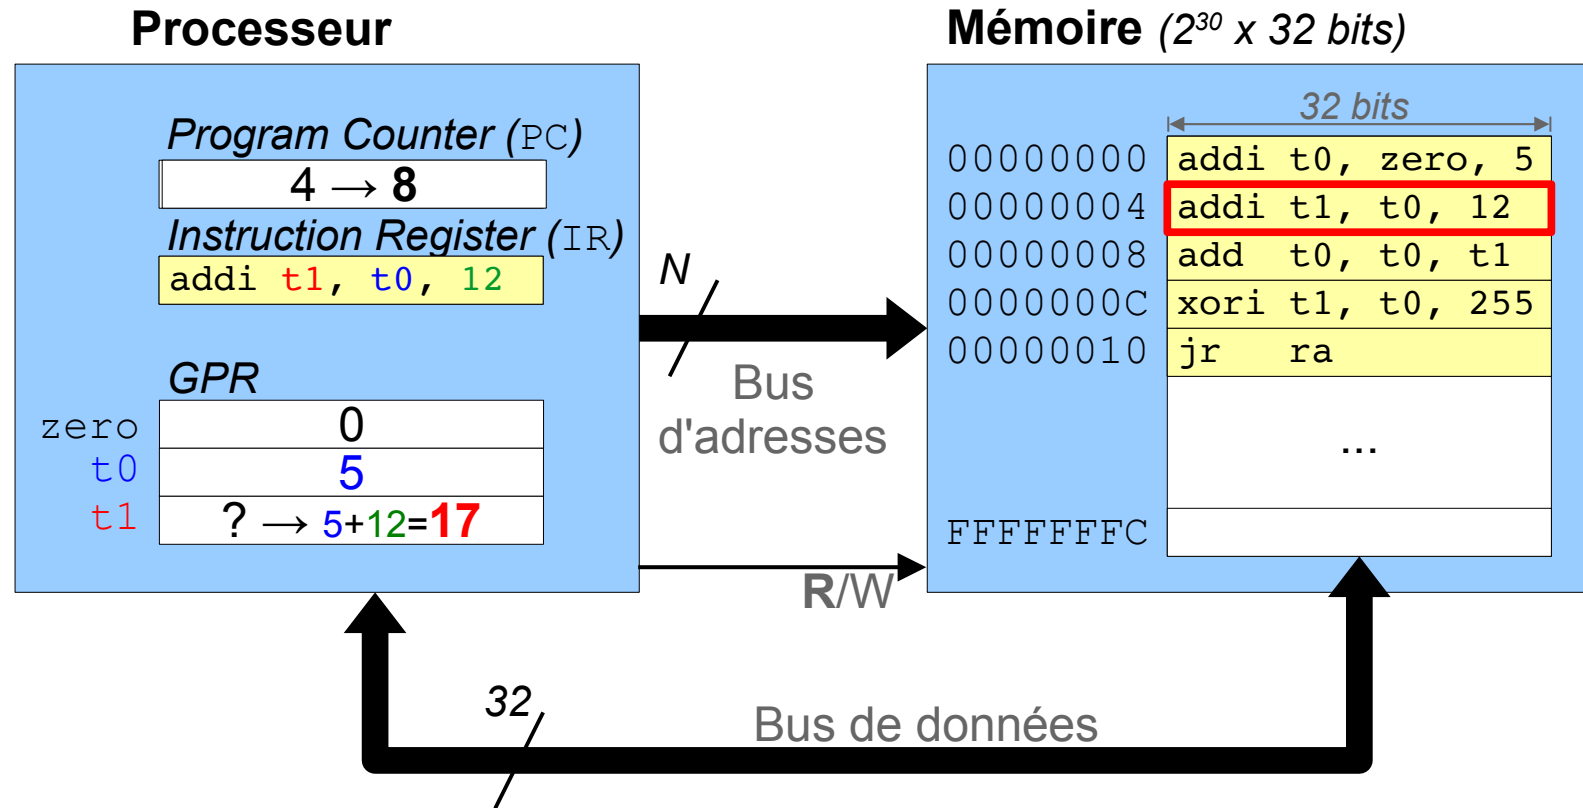 Processeur
Program Counter (PC)
4 → 8
Instruction Register (IR)
addi t1, t0, 12
GPR
zero 0
t0 5
t1 ? → 5+12=17
N
Bus
d'adresses
R/W
Mémoire (2³⁰ x 32 bits)
32 bits
00000000 addi t0, zero, 5
00000004 addi t1, t0, 12
00000008 add t0, t0, t1
0000000C xori t1, t0, 255
00000010 jr ra
...
FFFFFFFC
32
Bus de données